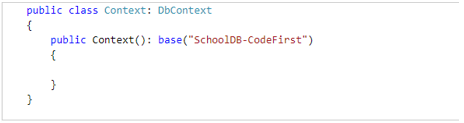 public class Context: DbContext
{
public Context(): base("SchoolDB-CodeFirst")
{
}
}